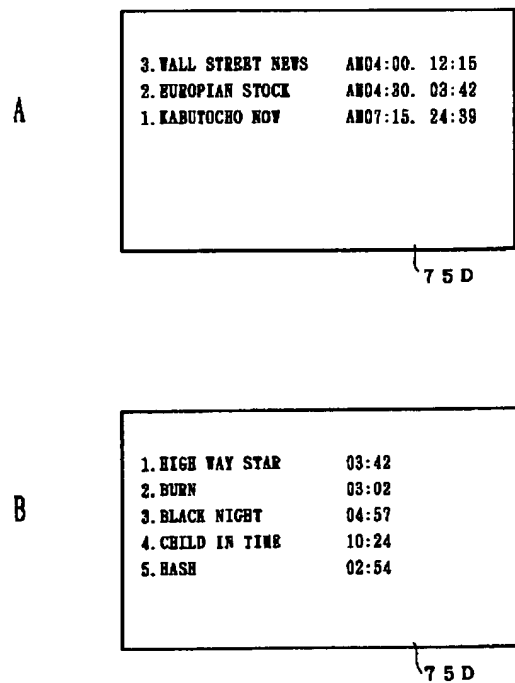 A
3. WALL STREET NEWS AM04:00. 12:15
2. EUROPIAN STOCK AM04:30. 03:42
1. KABUTOCHO NOW AM07:15. 24:39
75D
B
1. HIGH WAY STAR 03:42
2. BURN 03:02
3. BLACK NIGHT 04:57
4. CHILD IN TIME 10:24
5. HASH 02:54
75D